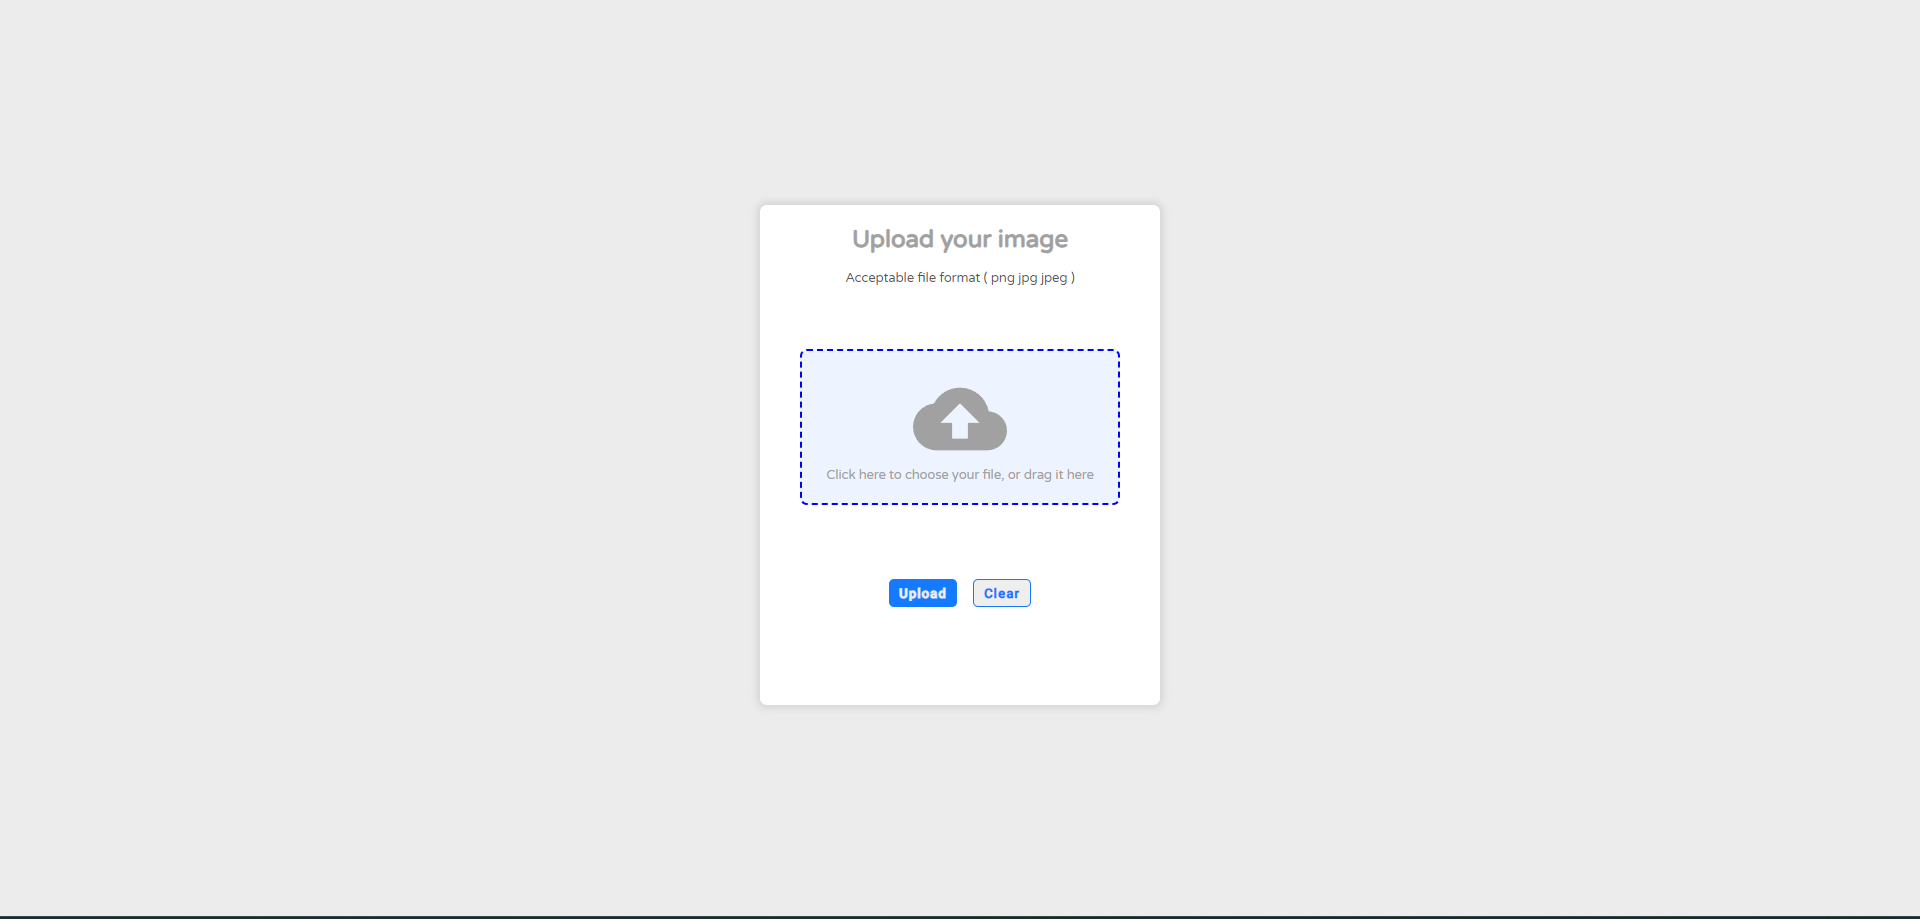 Upload your image
Acceptable file format ( png jpg jpeg )
Click here to choose your file, or drag it here
Upload
Clear